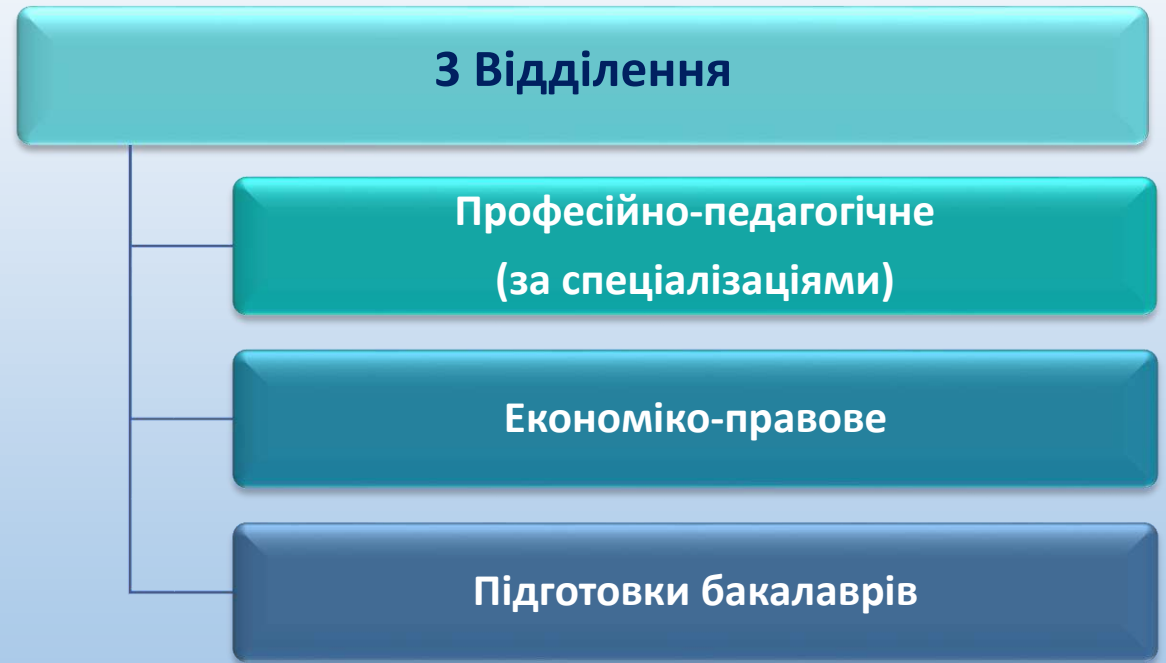 3 Відділення
Професійно-педагогічне
(за спеціалізаціями)
Економіко-правове
Підготовки бакалаврів